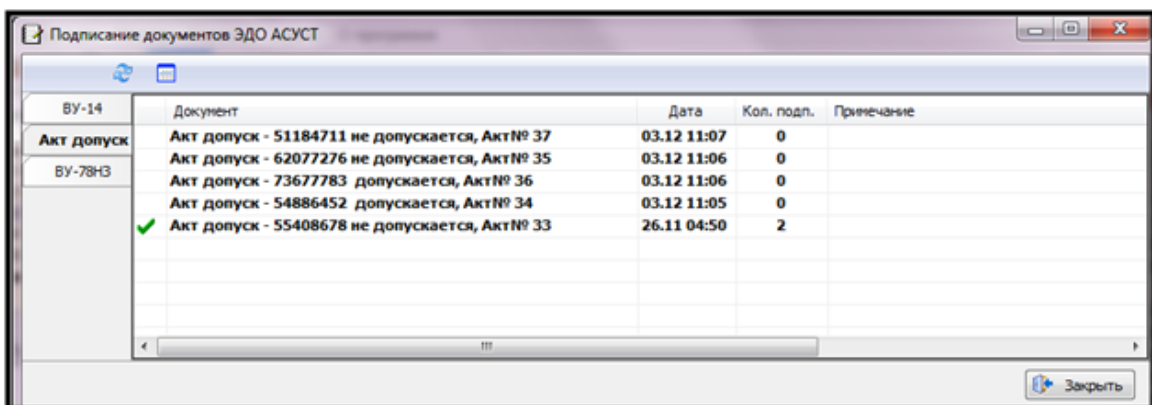 Подписание документов ЭДО АСУСТ
ВУ-14
Акт допуск
ВУ-78НЗ
Документ Дата Кол. подп. Примечание
Акт допуск - 51184711 не допускается, Акт№ 37 03.12 11:07 0
Акт допуск - 62077276 не допускается, Акт№ 35 03.12 11:06 0
Акт допуск - 73677783 допускается, Акт№ 36 03.12 11:06 0
Акт допуск - 54886452 допускается, Акт№ 34 03.12 11:05 0
Акт допуск - 55408678 не допускается, Акт№ 33 26.11 04:50 2
Закрыть